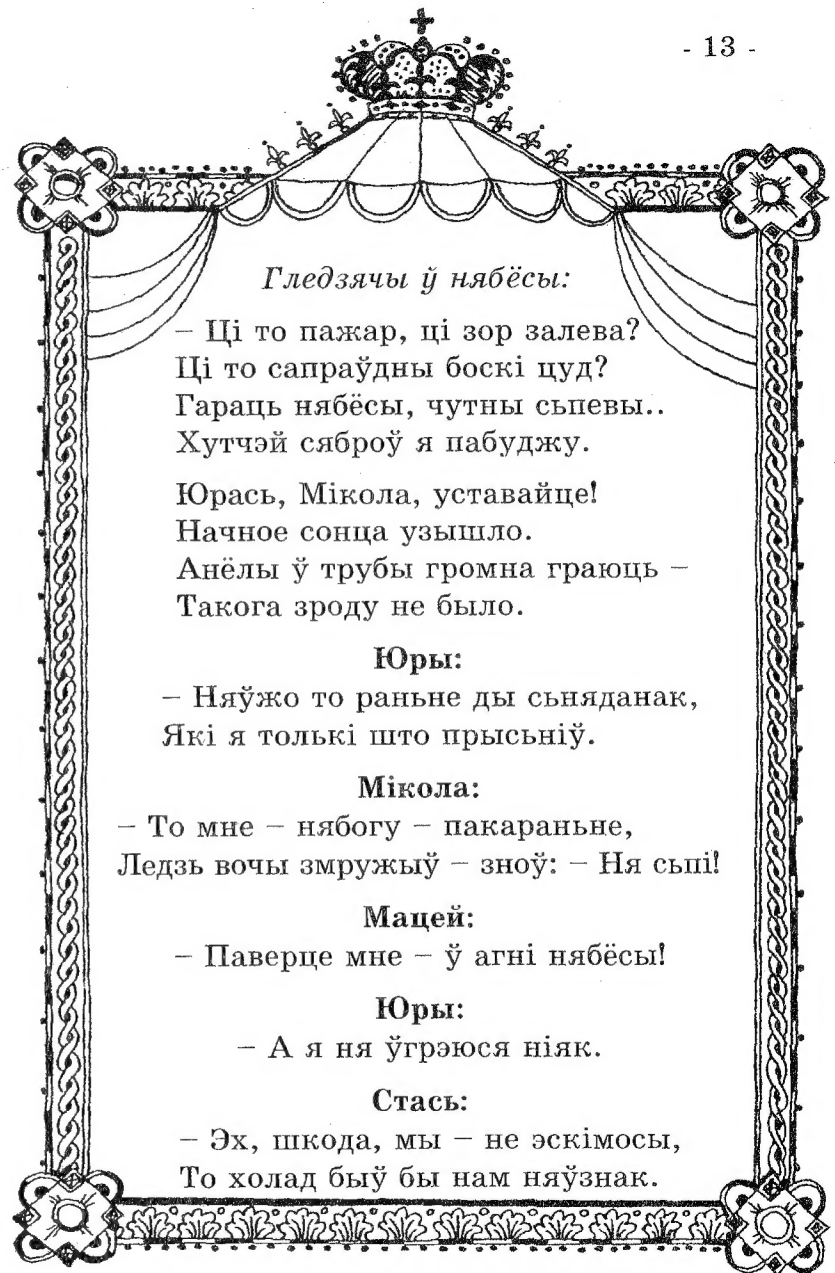 - 13 -
Гледзячы ў нябёсы:
– Ці то пажар, ці зор залева?
Ці то сапраўдны боскі цуд?
Гараць нябёсы, чутны сьпевы..
Хутчэй сяброў я пабуджу.
Юрась, Мікола, уставайце!
Начное сонца узышло.
Анёлы ў трубы громна граюць –
Такога зроду не было.
Юры:
– Няўжо то раньне ды сьняданак,
Які я толькі што прысьніў.
Мікола:
– То мне – нябогу – пакараньне,
Ледзь вочы змружыў – зноў: – Ня сьпі!
Мацей:
– Паверце мне – ў агні нябёсы!
Юры:
– А я ня ўгрэюся ніяк.
Стась:
– Эх, шкода, мы – не эскімосы,
То холад быў бы нам няўзнак.